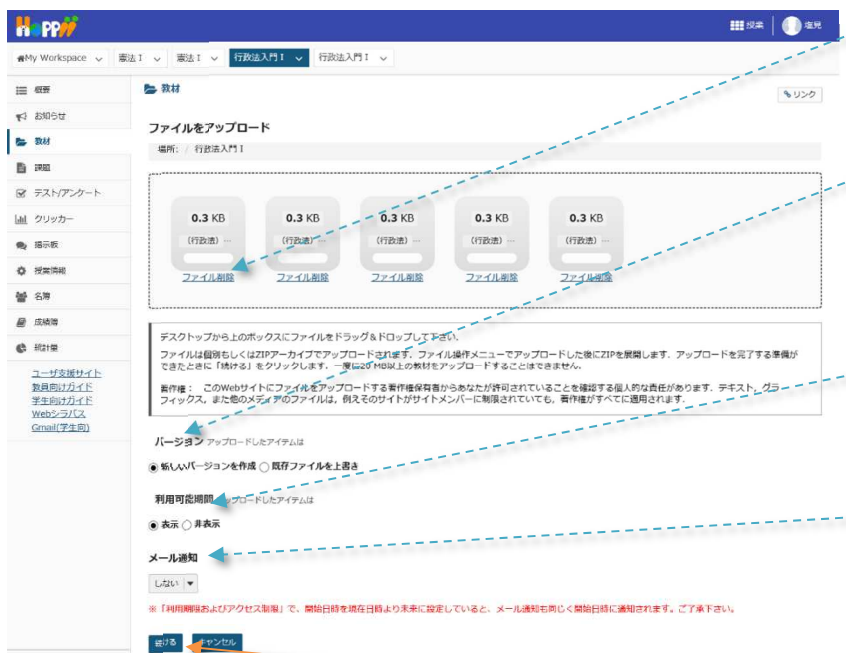 Hoppii
授業
塩見
My Workspace
憲法 I
憲法 I
行政法入門 I
行政法入門 I
概要
お知らせ
教材
課題
テスト/アンケート
クリッカー
掲示板
授業情報
名簿
成績簿
統計量
ユーザ支援サイト
教員向けガイド
学生向けガイド
Webシラバス
Gmail(学生向)
教材
リンク
ファイルをアップロード
場所: / 行政法入門 I
0.3 KB 0.3 KB 0.3 KB 0.3 KB 0.3 KB
(行政法) … (行政法) … (行政法) … (行政法) … (行政法) …
ファイル削除 ファイル削除 ファイル削除 ファイル削除 ファイル削除
デスクトップから上のボックスにファイルをドラッグ&ドロップして下さい.
ファイルは個別もしくはZIPアーカイブでアップロードされます. ファイル操作メニューでアップロードした後にZIPを展開します. アップロードを完了する準備が
できたときに「続ける」をクリックします. 一度に20 MB以上の教材をアップロードすることはできません.
著作権： このWebサイトにファイルをアップロードする著作権保有者からあなたが許可されていることを確認する個人的な責任があります. テキスト, グラ
フィックス, また他のメディアのファイルは, 例えそのサイトがサイトメンバーに制限されていても, 著作権がすべてに適用されます.
バージョン アップロードしたアイテムは
新しいバージョンを作成 既存ファイルを上書き
利用可能期間 アップロードしたアイテムは
表示 非表示
メール通知
しない
※「利用期限およびアクセス制限」で、開始日時を現在日時より未来に設定していると、メール通知も同じく開始日時に通知されます。ご了承下さい。
続ける キャンセル